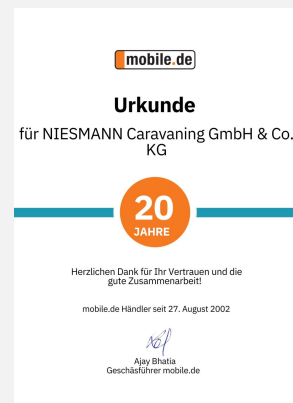 mobile.de
Urkunde
für NIESMANN Caravaning GmbH & Co.
KG
20
JAHRE
Herzlichen Dank für Ihr Vertrauen und die
gute Zusammenarbeit!
mobile.de Händler seit 27. August 2002
Ajay Bhatia
Geschäsführer mobile.de